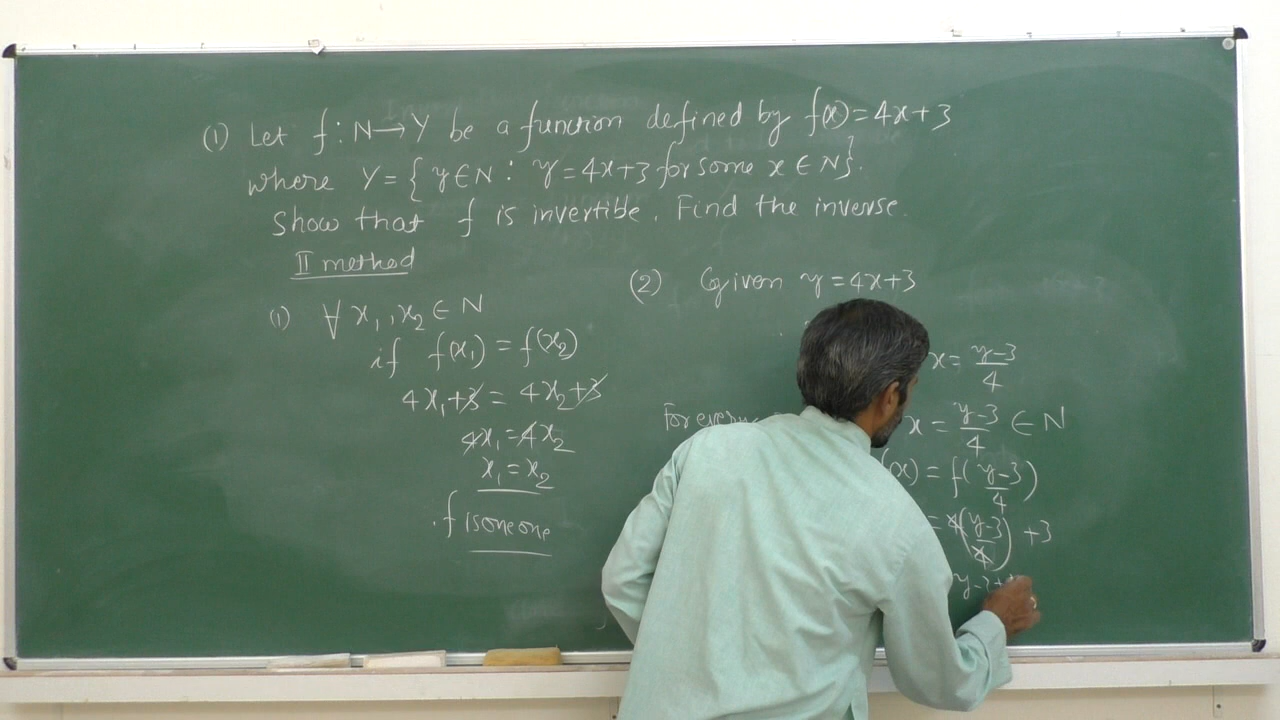 (1) Let f : N→Y be a function defined by f(x)=4x+3
where Y = { y∈N : y=4x+3 for some x ∈ N}.
Show that f is invertible. Find the inverse.
II method
(1) ∀ x₁, x₂ ∈ N
if f(x₁) = f(x₂)
4x₁+3 = 4x₂+3
4x₁=4x₂
x₁=x₂
f is one one
(2) Given y=4x+3
x= (y-3)/4
For every x = (y-3)/4 ∈ N
(x) = f((y-3)/4)
= 4((y-3)/4) +3
y-3+